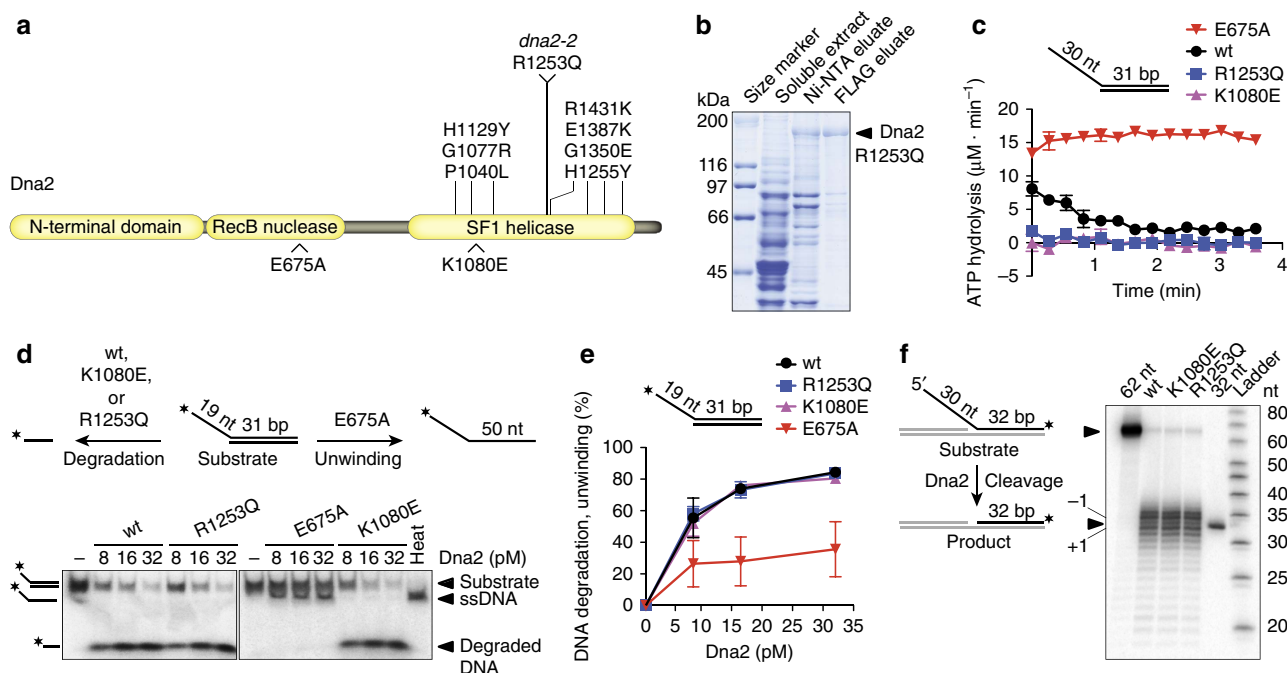 a
dna2-2
R1253Q
H1129Y
G1077R
P1040L
R1431K
E1387K
G1350E
H1255Y
Dna2
N-terminal domain
RecB nuclease
SF1 helicase
E675A
K1080E
b
Size marker
Soluble extract
Ni-NTA eluate
FLAG eluate
kDa
200
116
97
66
45
Dna2
R1253Q
c
E675A
wt
R1253Q
K1080E
30 nt
31 bp
ATP hydrolysis (μM · min−1)
20
15
10
5
0
−5
1
2
3
4
Time (min)
d
wt,
K1080E,
or
R1253Q
Degradation
19 nt
31 bp
Substrate
E675A
Unwinding
50 nt
wt
R1253Q
E675A
K1080E
Heat
– 8 16 32 8 16 32 – 8 16 32 8 16 32 Dna2 (pM)
Substrate
ssDNA
Degraded
DNA
e
wt
R1253Q
K1080E
E675A
19 nt
31 bp
DNA degradation, unwinding (%)
100
80
60
40
20
0
0 5 10 15 20 25 30 35
Dna2 (pM)
f
5′
30 nt
32 bp
Substrate
Dna2 Cleavage
32 bp
Product
62 nt
wt
K1080E
R1253Q
32 nt
Ladder
nt
80
70
60
50
40
35
30
25
20
−1
+1